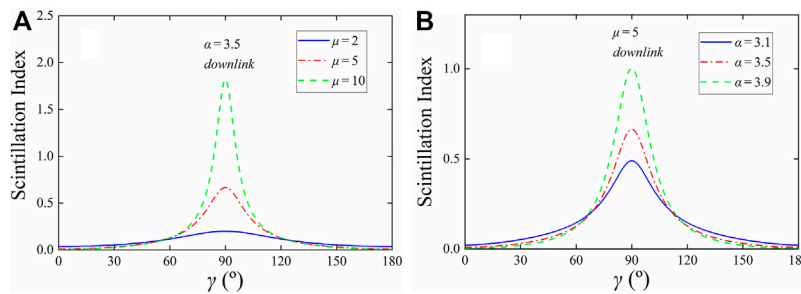 A
Scintillation Index
2.5
2.0
1.5
1.0
0.5
0.0
α = 3.5
downlink
μ = 2
μ = 5
μ = 10
0 30 60 90 120 150 180
γ (º)
B
Scintillation Index
1.0
0.5
0.0
μ = 5
downlink
α = 3.1
α = 3.5
α = 3.9
0 30 60 90 120 150 180
γ (º)